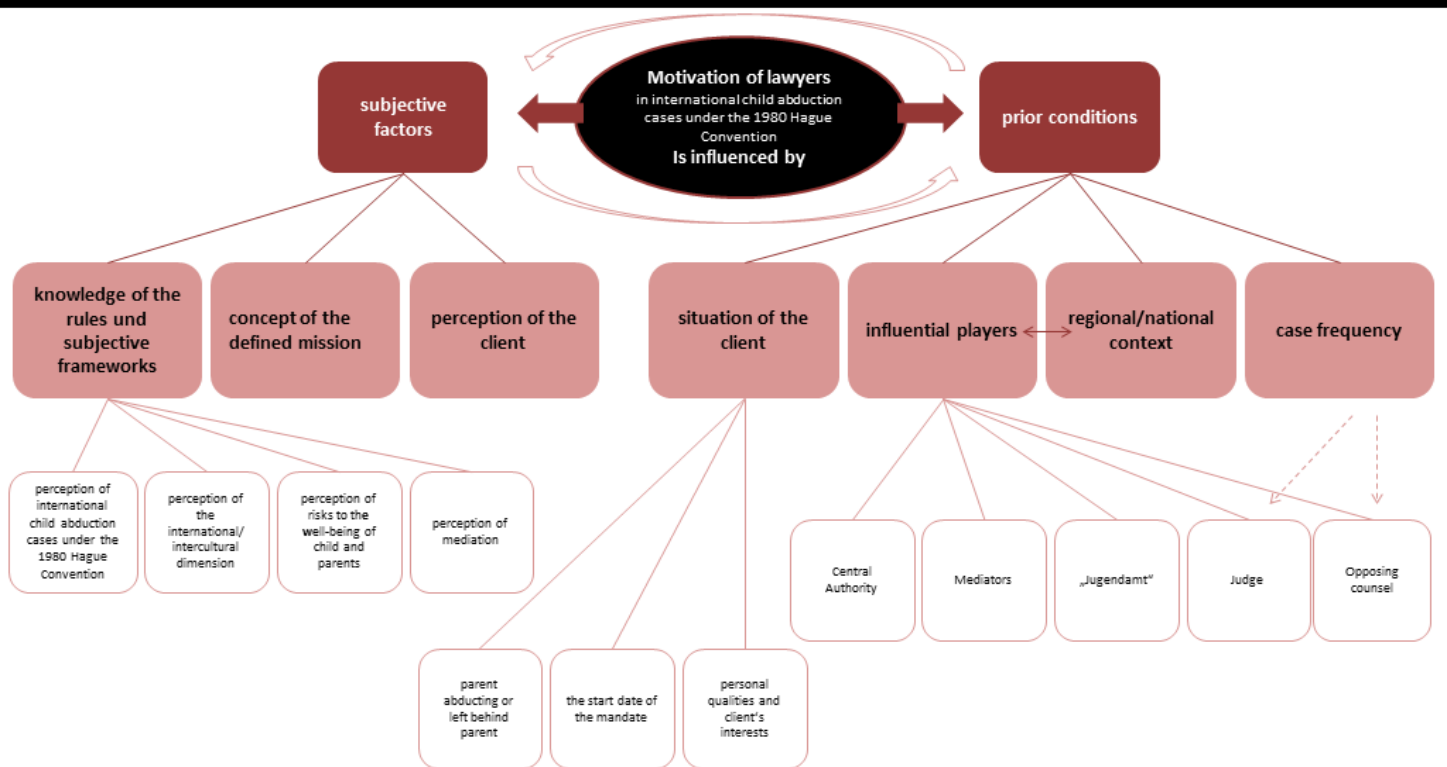 Motivation of lawyers
in international child abduction
cases under the 1980 Hague
Convention
Is influenced by
subjective
factors
prior conditions
knowledge of the
rules und
subjective
frameworks
concept of the
defined mission
perception of the
client
situation of the
client
influential players
regional/national
context
case frequency
perception of
international
child abduction
cases under the
1980 Hague
Convention
perception of
the
international/
intercultural
dimension
perception of
risks to the
well-being of
child and
parents
perception of
mediation
Central
Authority
Mediators
„Jugendamt“
Judge
Opposing
counsel
parent
abducting or
left behind
parent
the start date of
the mandate
personal
qualities and
client‘s
interests